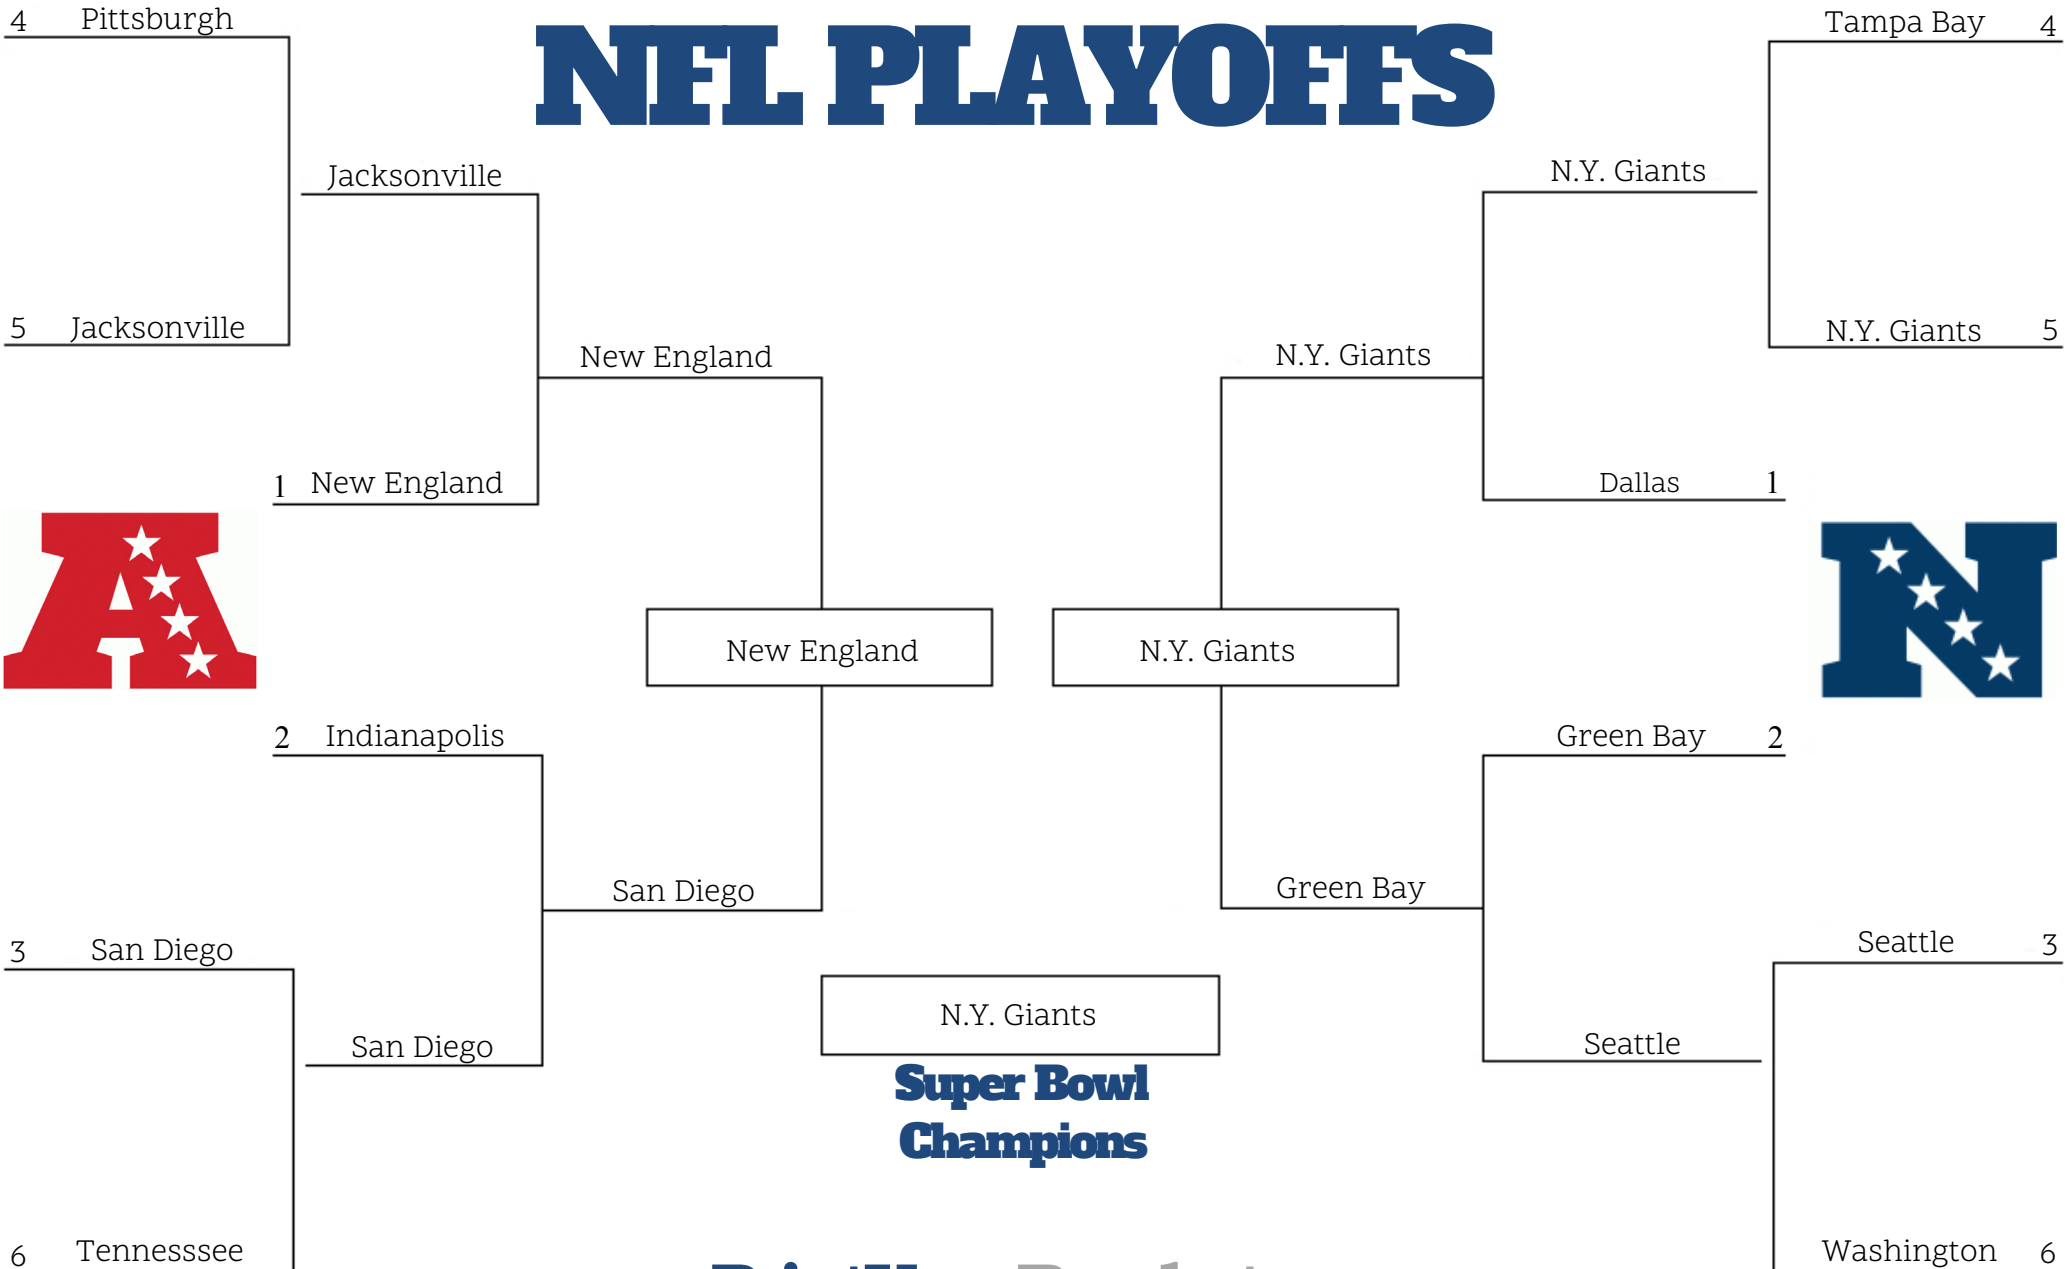 NFL PLAYOFFS
4 Pittsburgh
Tampa Bay 4
Jacksonville
N.Y. Giants
5 Jacksonville
N.Y. Giants 5
New England
N.Y. Giants
1 New England
Dallas 1
New England
N.Y. Giants
2 Indianapolis
Green Bay 2
San Diego
Green Bay
3 San Diego
Seattle 3
N.Y. Giants
San Diego
Seattle
Super Bowl
Champions
6 Tennesssee
Washington 6